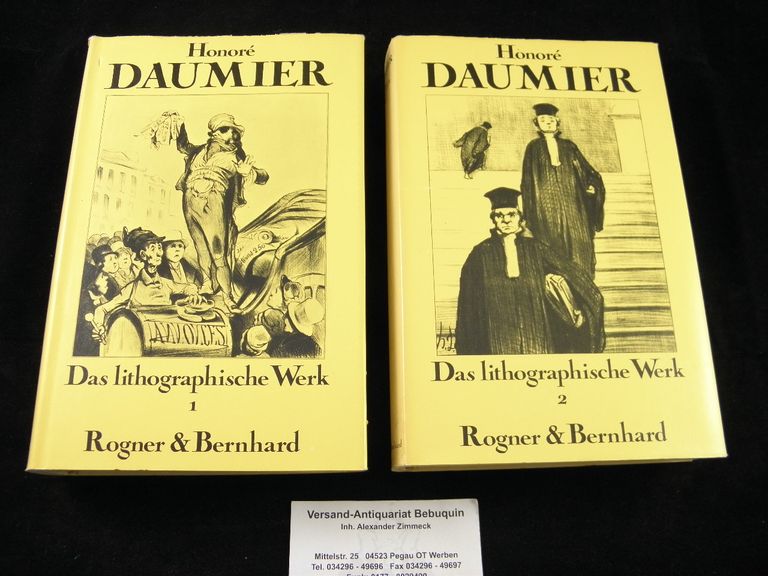 Honoré
DAUMIER
ANNONCES
Das lithographische Werk
1
Rogner & Bernhard
Honoré
DAUMIER
Das lithographische Werk
2
Rogner & Bernhard
Versand-Antiquariat Bebuquin
Inh. Alexander Zimmeck
Mittelstr. 25 04523 Pegau OT Werben
Tel. 034296 - 49696 Fax 034296 - 49697